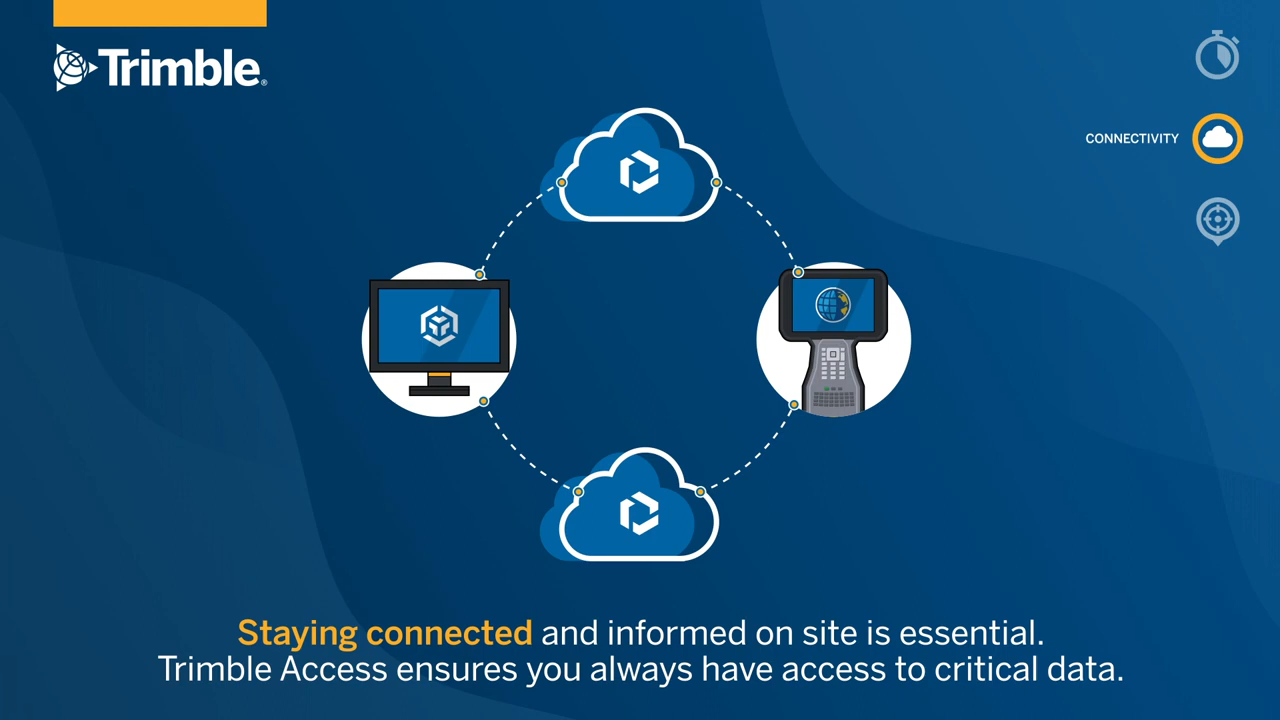 Trimble®
CONNECTIVITY
Staying connected and informed on site is essential.
Trimble Access ensures you always have access to critical data.